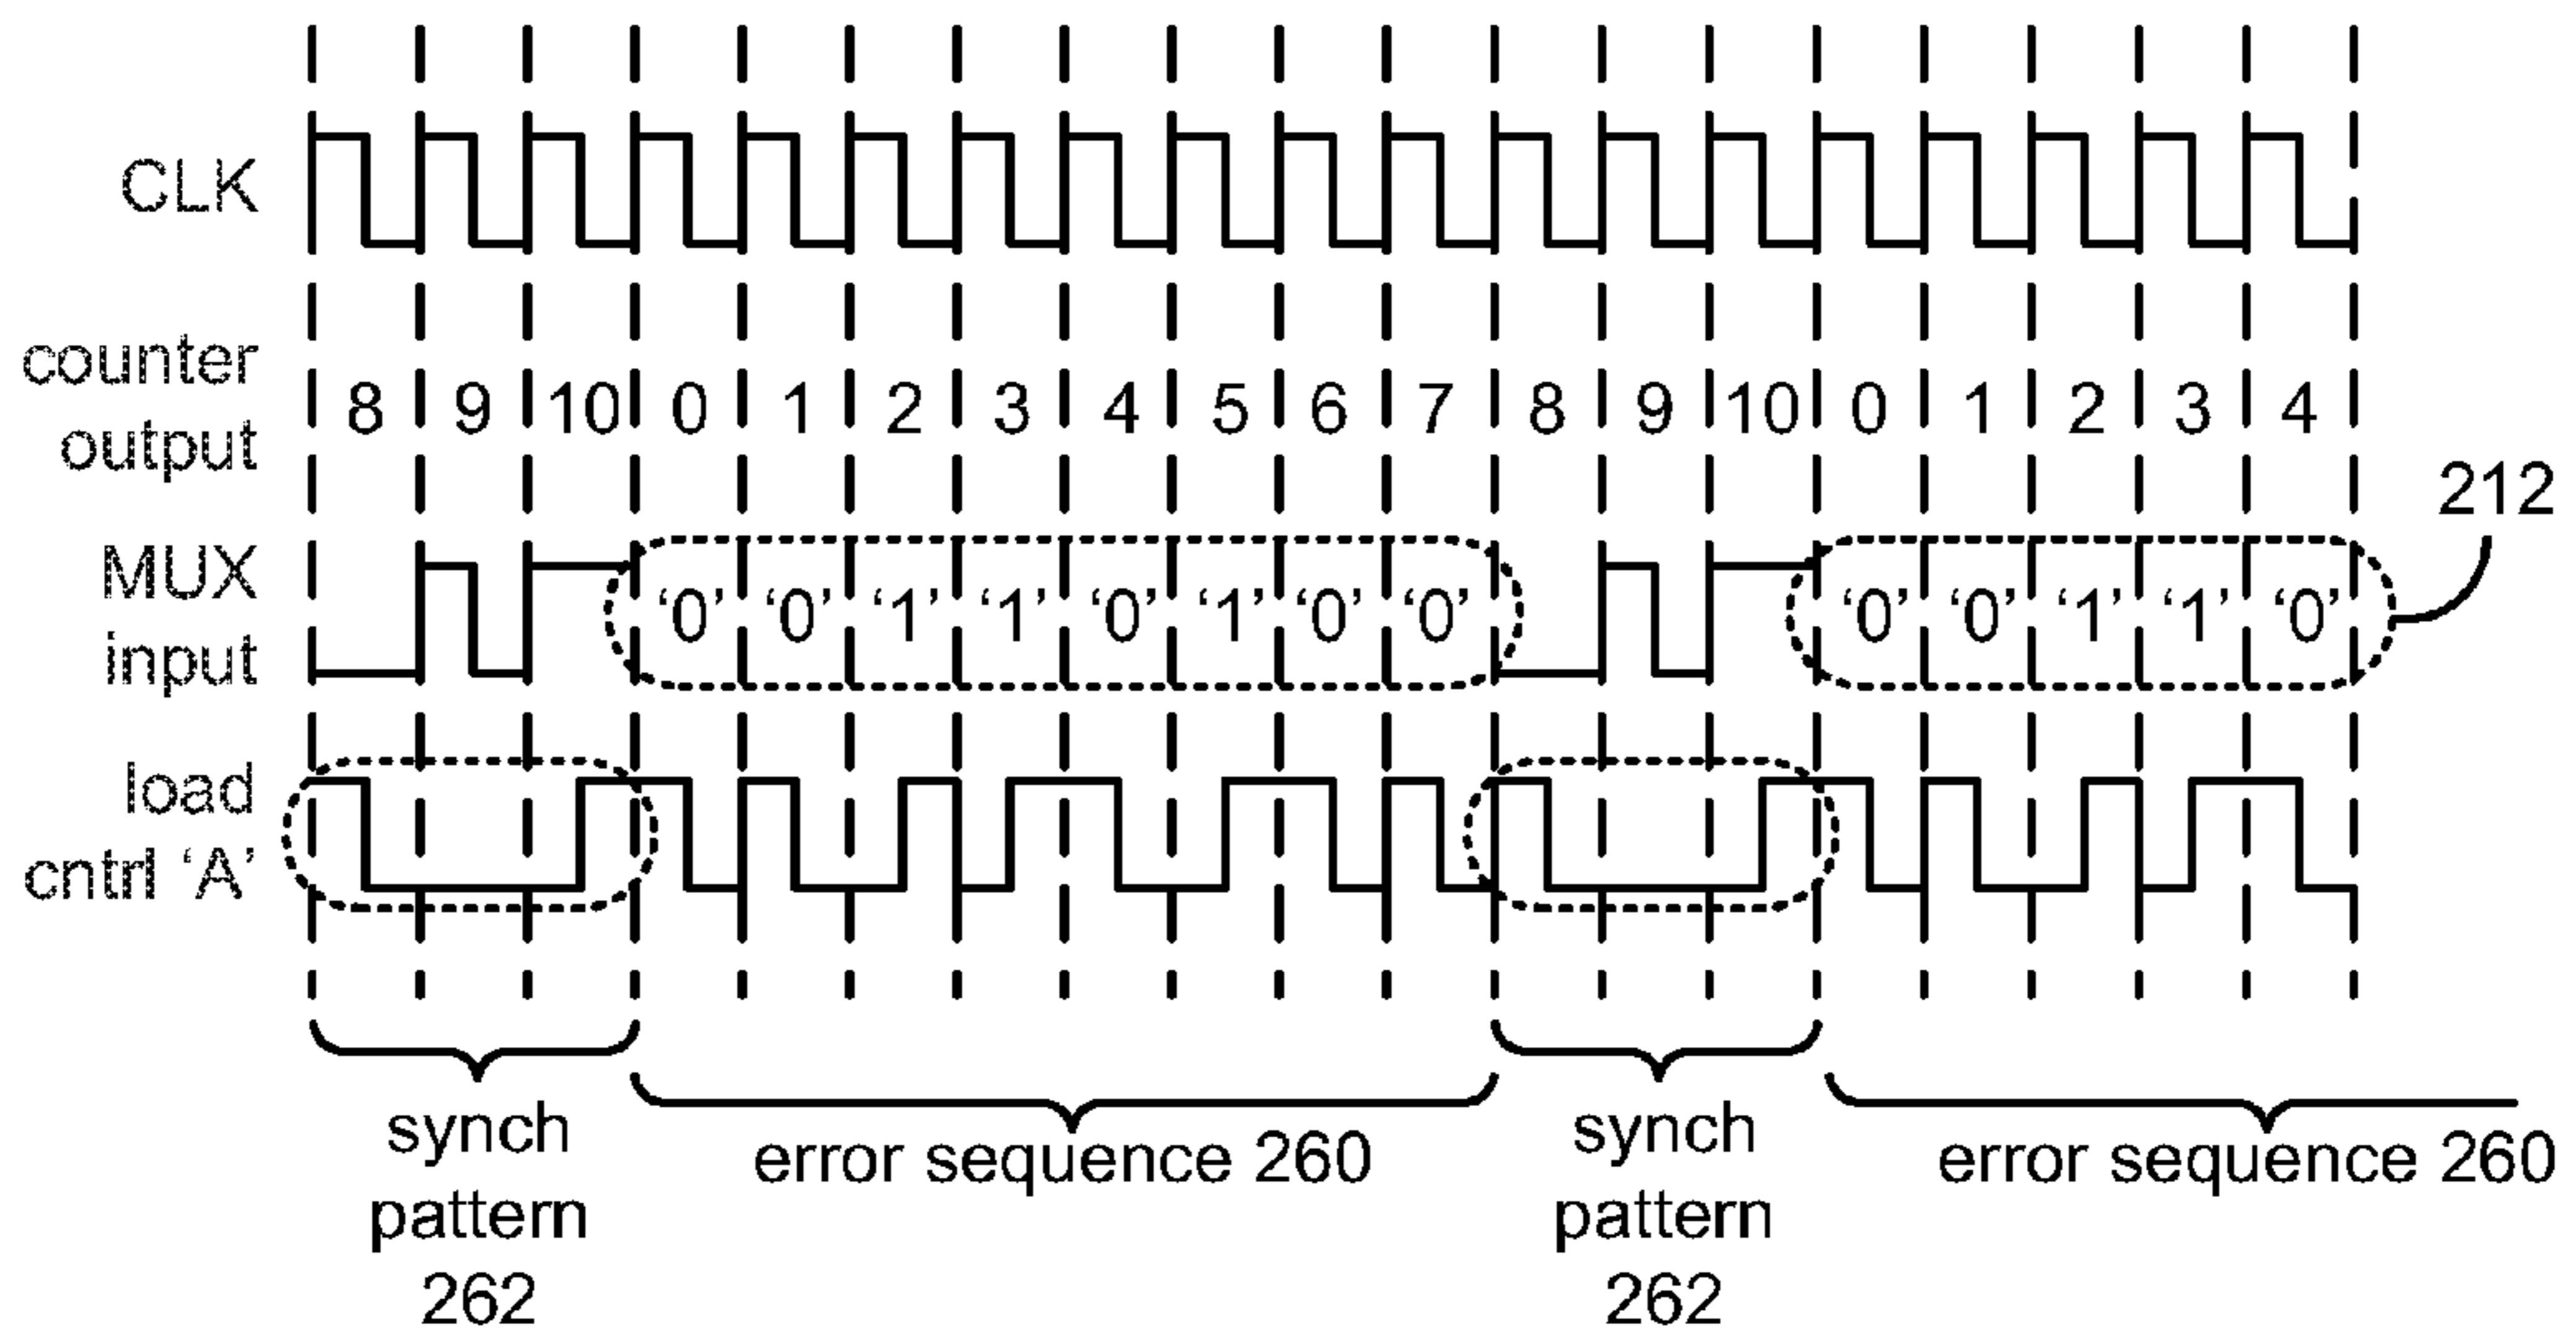 CLK
counter
output
8 9 10 0 1 2 3 4 5 6 7 8 9 10 0 1 2 3 4
212
MUX
input
‘0’ ‘0’ ‘1’ ‘1’ ‘0’ ‘1’ ‘0’ ‘0’ ‘0’ ‘0’ ‘1’ ‘1’ ‘0’
load
cntrl ‘A’
synch
pattern
262
error sequence 260
synch
pattern
262
error sequence 260